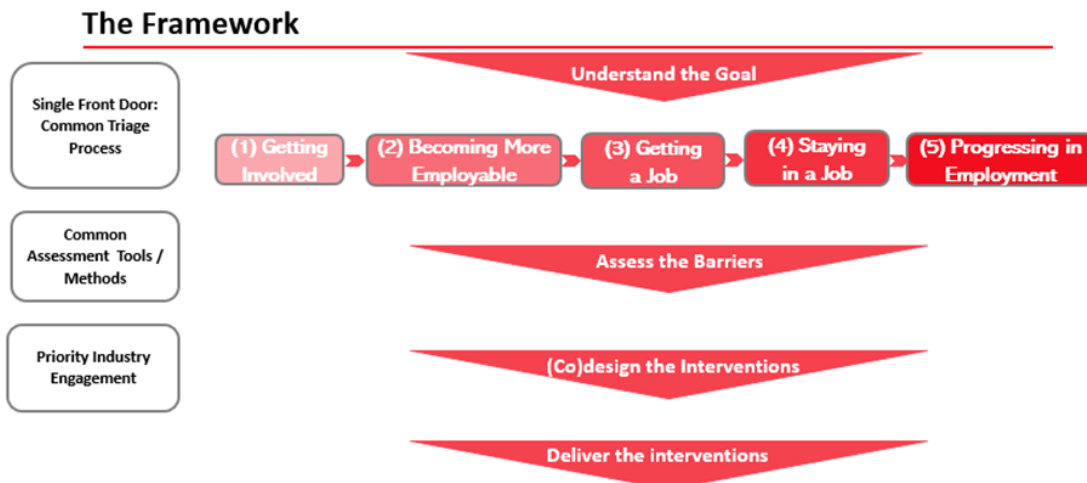 The Framework
Understand the Goal
Single Front Door:
Common Triage
Process
(1) Getting
Involved
(2) Becoming More
Employable
(3) Getting
a Job
(4) Staying
in a Job
(5) Progressing in
Employment
Common
Assessment Tools /
Methods
Assess the Barriers
Priority Industry
Engagement
(Co)design the Interventions
Deliver the interventions